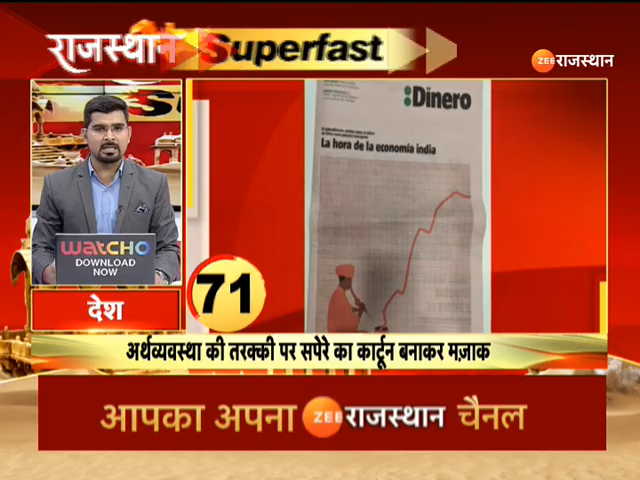 राजस्थान Superfast
ZEE राजस्थान
:Dinero
La hora de la economía india
WATCHO
DOWNLOAD
NOW
देश
71
अर्थव्यवस्था की तरक्की पर सपेरे का कार्टून बनाकर मज़ाक
आपका अपना ZEE राजस्थान चैनल